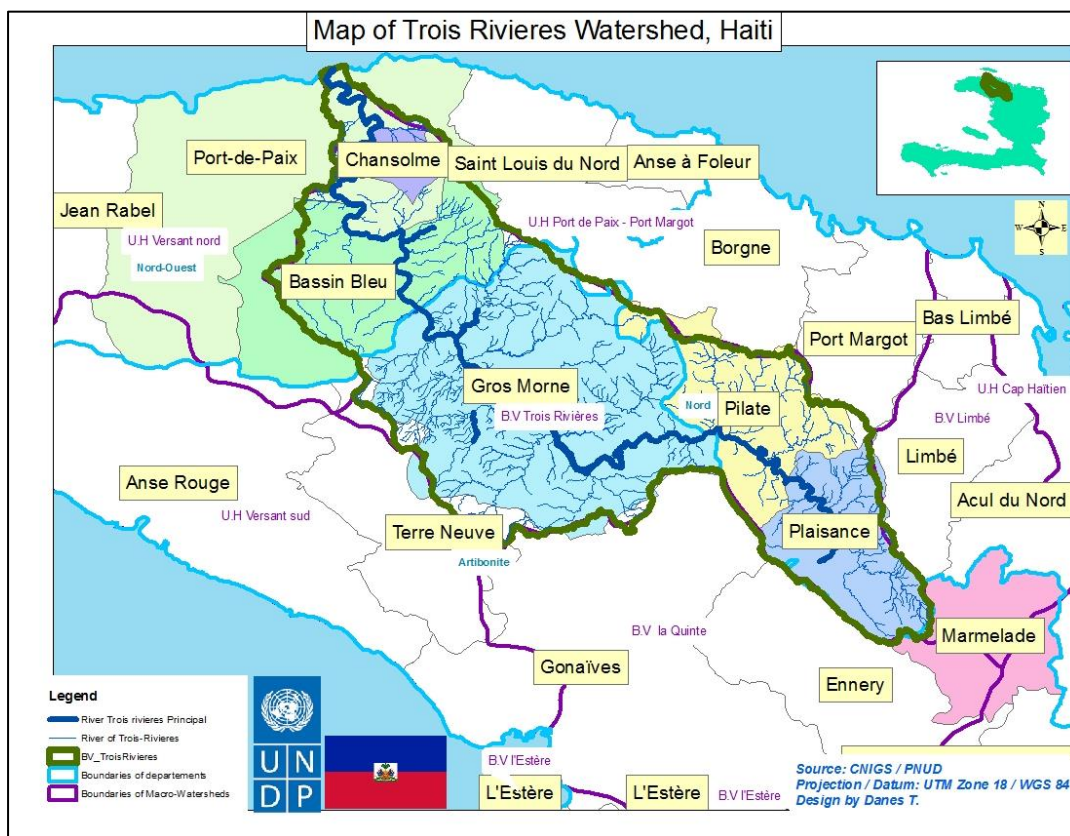 Map of Trois Rivieres Watershed, Haiti
Port-de-Paix
Chansolme
Saint Louis du Nord
Anse à Foleur
Jean Rabel
U.H Versant nord
Nord-Ouest
U.H Port de Paix - Port Margot
Borgne
W
N
E
S
Bassin Bleu
Port Margot
Bas Limbé
Gros Morne
B.V Trois Rivières
Nord
Pilate
U.H Cap Haïtien
B.V Limbé
Limbé
Anse Rouge
U.H Versant sud
Acul du Nord
Terre Neuve
Plaisance
Artibonite
B.V la Quinte
Marmelade
Gonaïves
Ennery
Legend
River Trois rivieres Principal
River of Trois-Rivieres
BV_TroisRivieres
Boundaries of departements
Boundaries of Macro-Watersheds
U N
D P
B.V l'Estère
L'Estère
L'Estère
B.V l'Estère
Source: CNIGS / PNUD
Projection / Datum: UTM Zone 18 / WGS 84
Design by Danes T.